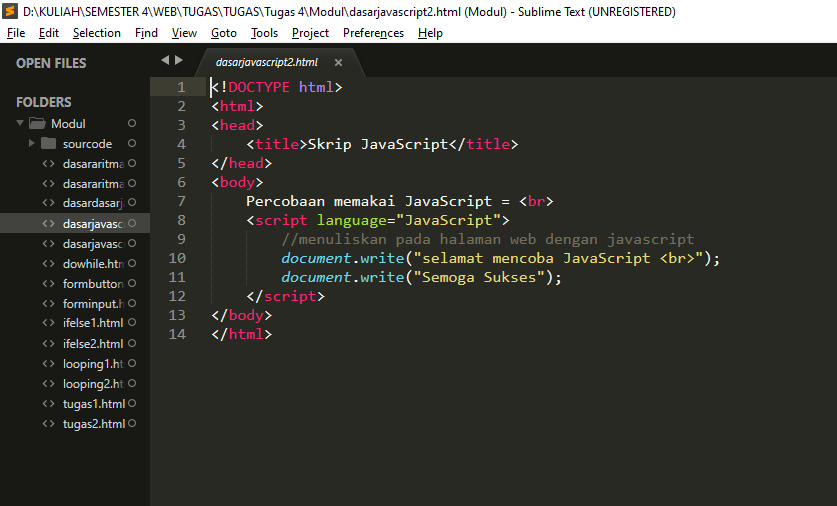 D:\KULIAH\SEMESTER 4\WEB\TUGAS\TUGAS\Tugas 4\Modul\dasarjavascript2.html (Modul) - Sublime Text (UNREGISTERED)
File Edit Selection Find View Goto Tools Project Preferences Help
OPEN FILES
FOLDERS
Modul
sourcode
dasararitma
dasararitma
dasardasarj
dasarjavasc
dasarjavasc
dowhile.htm
formbutton
forminput.h
ifelse1.html
ifelse2.html
looping1.ht
looping2.ht
tugas1.html
tugas2.html
dasarjavascript2.html
1 <!DOCTYPE html>
2 <html>
3 <head>
4 <title>Skrip JavaScript</title>
5 </head>
6 <body>
7 Percobaan memakai JavaScript = <br>
8 <script language="JavaScript">
9 //menuliskan pada halaman web dengan javascript
10 document.write("selamat mencoba JavaScript <br>");
11 document.write("Semoga Sukses");
12 </script>
13 </body>
14 </html>